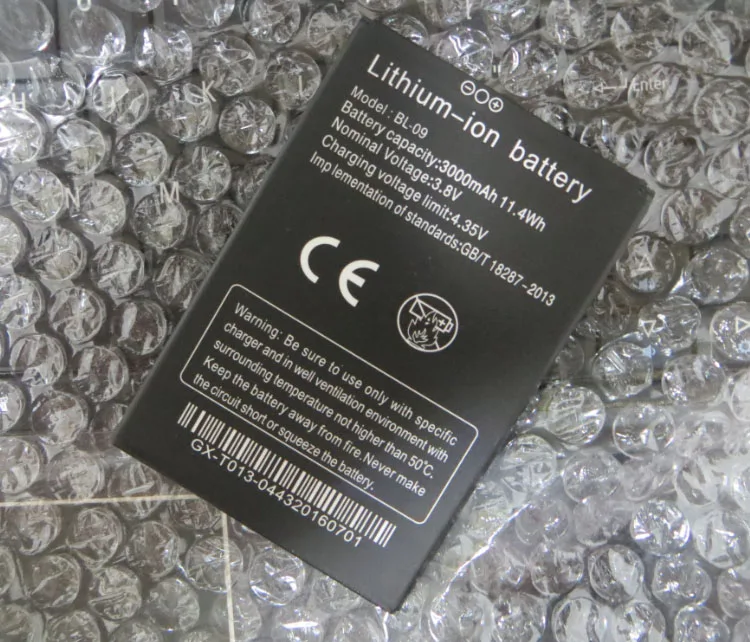 Lithium-ion battery
Model: BL-09
Battery capacity:3000mAh 11.4Wh
Nominal Voltage:3.8V
Charging voltage limit:4.35V
Implementation of standards:GB/T 18287-2013
CE
Warning: Be sure to use only with specific
charger and in well ventilation environment with
surrounding temperature not higher than 50℃.
Keep the battery away from fire. Never make
the circuit short or squeeze the battery.
GX-T013-044320160701
H
J
K
L
N
M
Enter